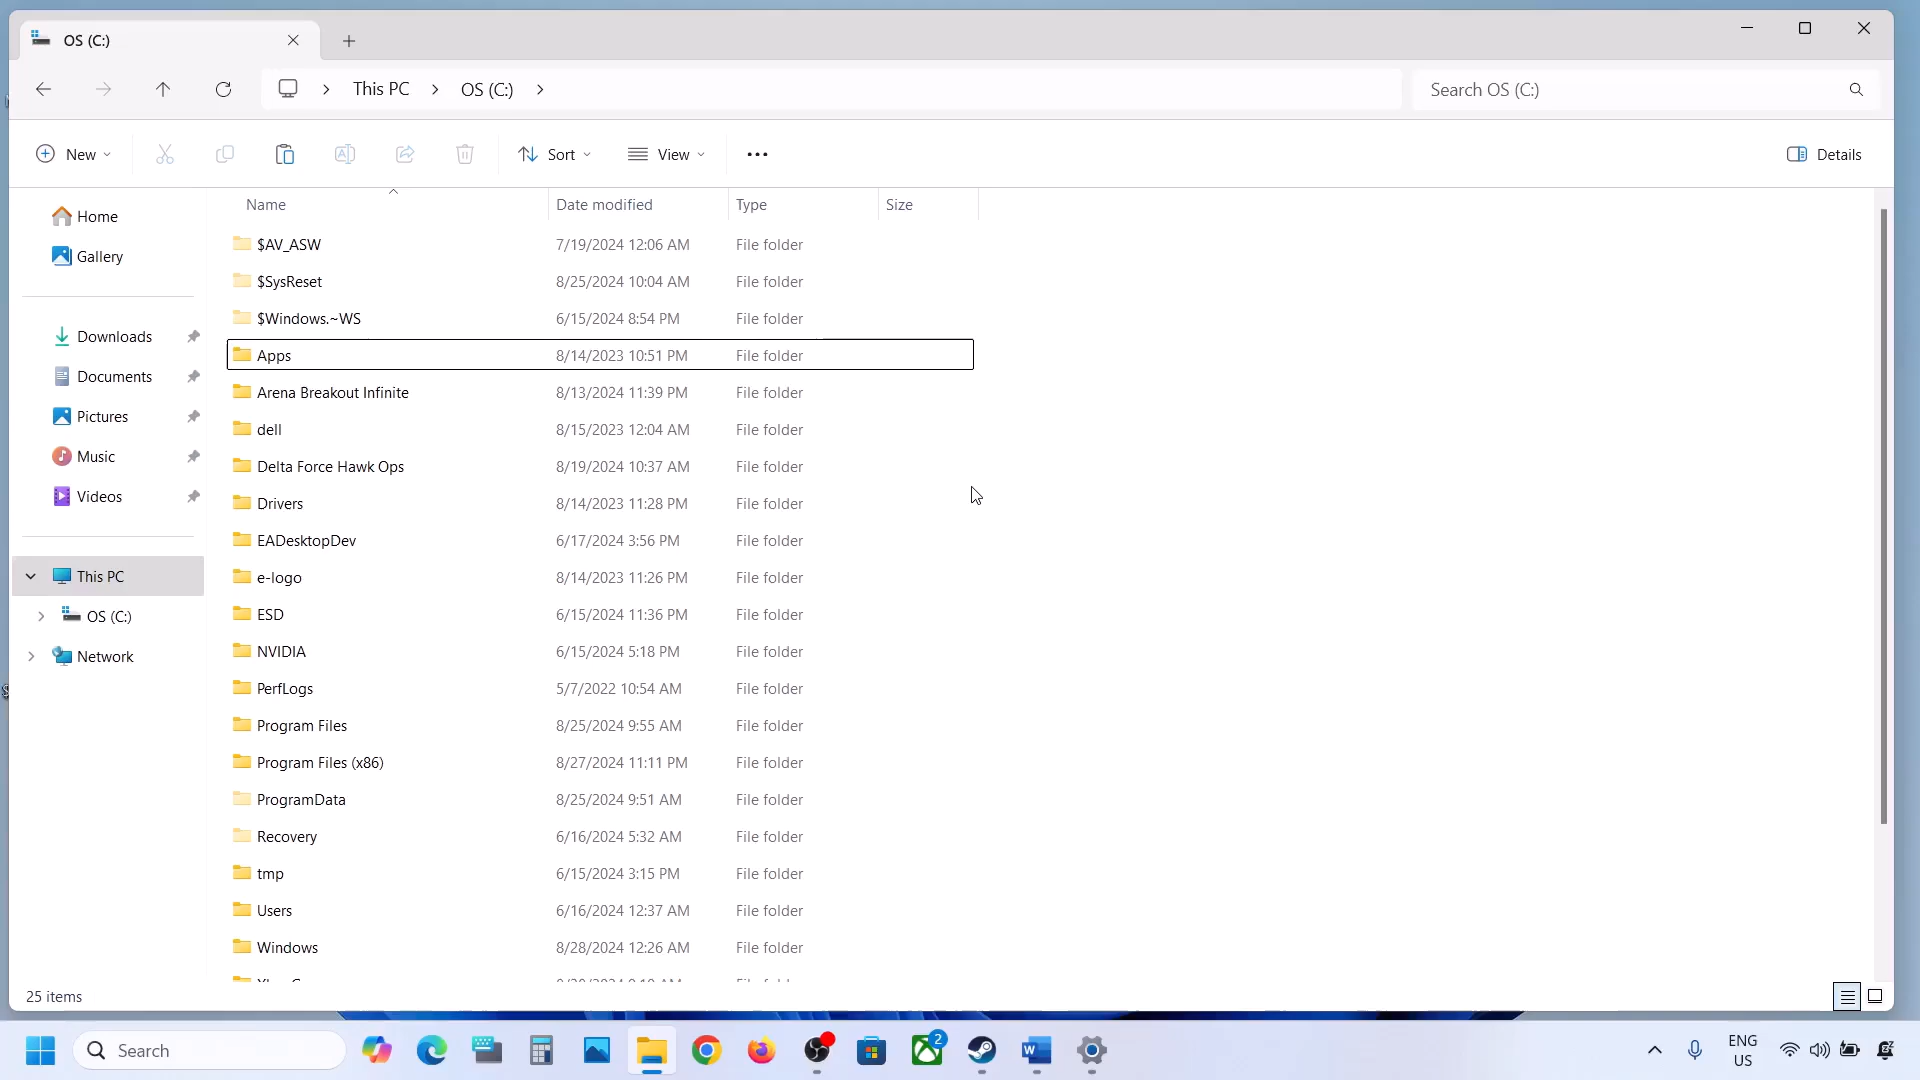 OS (C:)
This PC
OS (C:)
Search OS (C:)
New
Sort
View
Details
Name
Date modified
Type
Size
Home
Gallery
Downloads
Documents
Pictures
Music
Videos
This PC
OS (C:)
Network
$AV_ASW 7/19/2024 12:06 AM File folder
$SysReset 8/25/2024 10:04 AM File folder
$Windows.~WS 6/15/2024 8:54 PM File folder
Apps 8/14/2023 10:51 PM File folder
Arena Breakout Infinite 8/13/2024 11:39 PM File folder
dell 8/15/2023 12:04 AM File folder
Delta Force Hawk Ops 8/19/2024 10:37 AM File folder
Drivers 8/14/2023 11:28 PM File folder
EADesktopDev 6/17/2024 3:56 PM File folder
e-logo 8/14/2023 11:26 PM File folder
ESD 6/15/2024 11:36 PM File folder
NVIDIA 6/15/2024 5:18 PM File folder
PerfLogs 5/7/2022 10:54 AM File folder
Program Files 8/25/2024 9:55 AM File folder
Program Files (x86) 8/27/2024 11:11 PM File folder
ProgramData 8/25/2024 9:51 AM File folder
Recovery 6/16/2024 5:32 AM File folder
tmp 6/15/2024 3:15 PM File folder
Users 6/16/2024 12:37 AM File folder
Windows 8/28/2024 12:26 AM File folder
25 items
Search
2
ENG
US